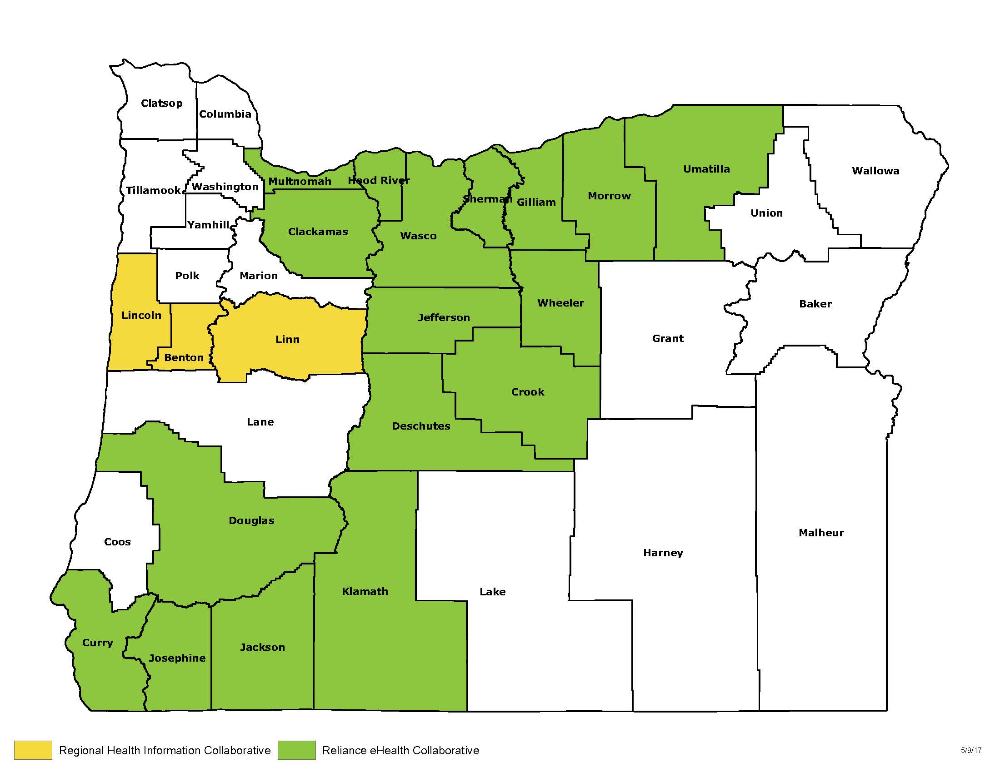 Clatsop
Columbia
Tillamook
Washington
Multnomah
Hood River
Sherman
Gilliam
Morrow
Umatilla
Wallowa
Union
Yamhill
Clackamas
Wasco
Polk
Marion
Lincoln
Benton
Linn
Jefferson
Wheeler
Grant
Baker
Lane
Deschutes
Crook
Douglas
Coos
Klamath
Lake
Harney
Malheur
Curry
Josephine
Jackson
Regional Health Information Collaborative
Reliance eHealth Collaborative
5/9/17